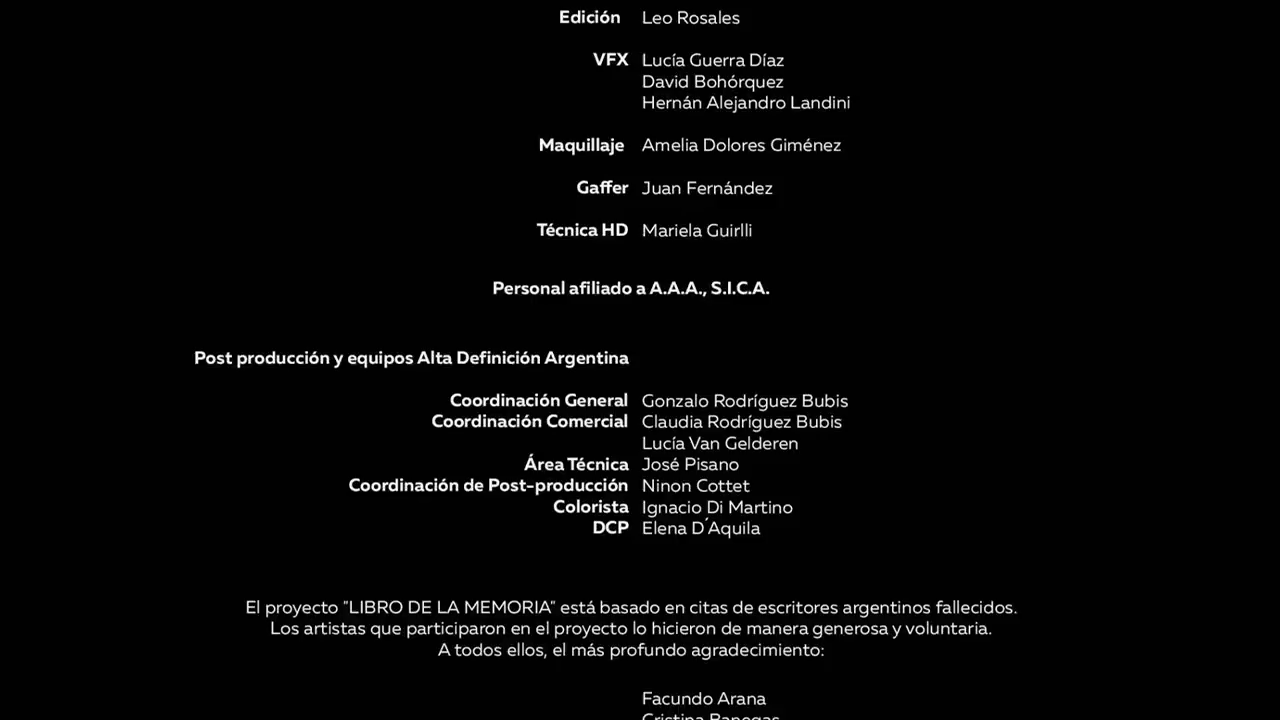 Edición Leo Rosales
VFX Lucía Guerra Díaz
David Bohórquez
Hernán Alejandro Landini
Maquillaje Amelia Dolores Giménez
Gaffer Juan Fernández
Técnica HD Mariela Guirlli
Personal afiliado a A.A.A., S.I.C.A.
Post producción y equipos Alta Definición Argentina
Coordinación General Gonzalo Rodríguez Bubis
Coordinación Comercial Claudia Rodríguez Bubis
Lucía Van Gelderen
Área Técnica José Pisano
Coordinación de Post-producción Ninon Cottet
Colorista Ignacio Di Martino
DCP Elena D´Aquila
El proyecto "LIBRO DE LA MEMORIA" está basado en citas de escritores argentinos fallecidos.
Los artistas que participaron en el proyecto lo hicieron de manera generosa y voluntaria.
A todos ellos, el más profundo agradecimiento:
Facundo Arana
Cristina Banegas